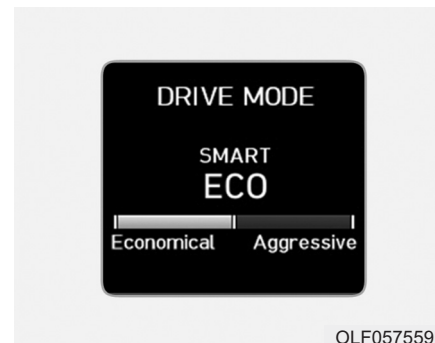 DRIVE MODE
SMART
ECO
Economical Aggressive
OLF057559